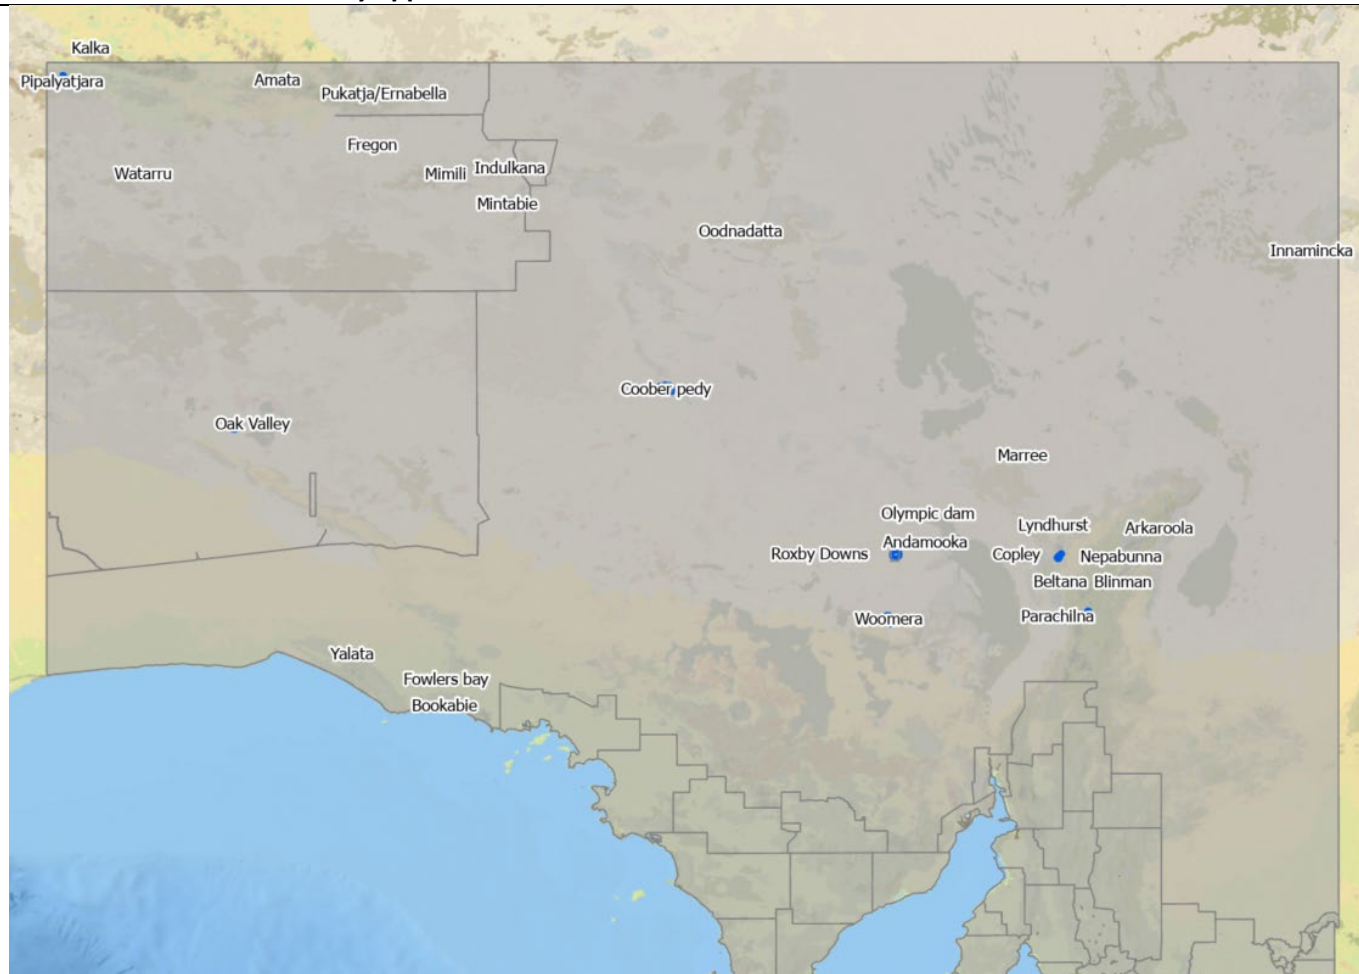 Kalka
Pipalyatjara
Amata
Pukatja/Ernabella
Fregon
Watarru
Mimili
Indulkana
Mintabie
Oodnadatta
Innamincka
Coober pedy
Oak Valley
Marree
Olympic dam
Lyndhurst
Arkaroola
Andamooka
Roxby Downs
Copley
Nepabunna
Beltana
Blinman
Woomera
Parachilna
Yalata
Fowlers bay
Bookabie